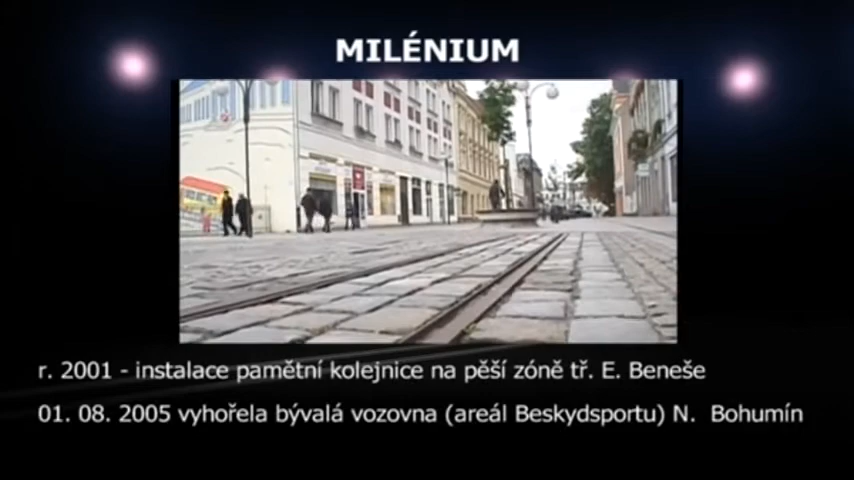 MILÉNIUM
r. 2001 - instalace pamětní kolejnice na pěší zóně tř. E. Beneše
01. 08. 2005 vyhořela bývalá vozovna (areál Beskydsportu) N. Bohumín